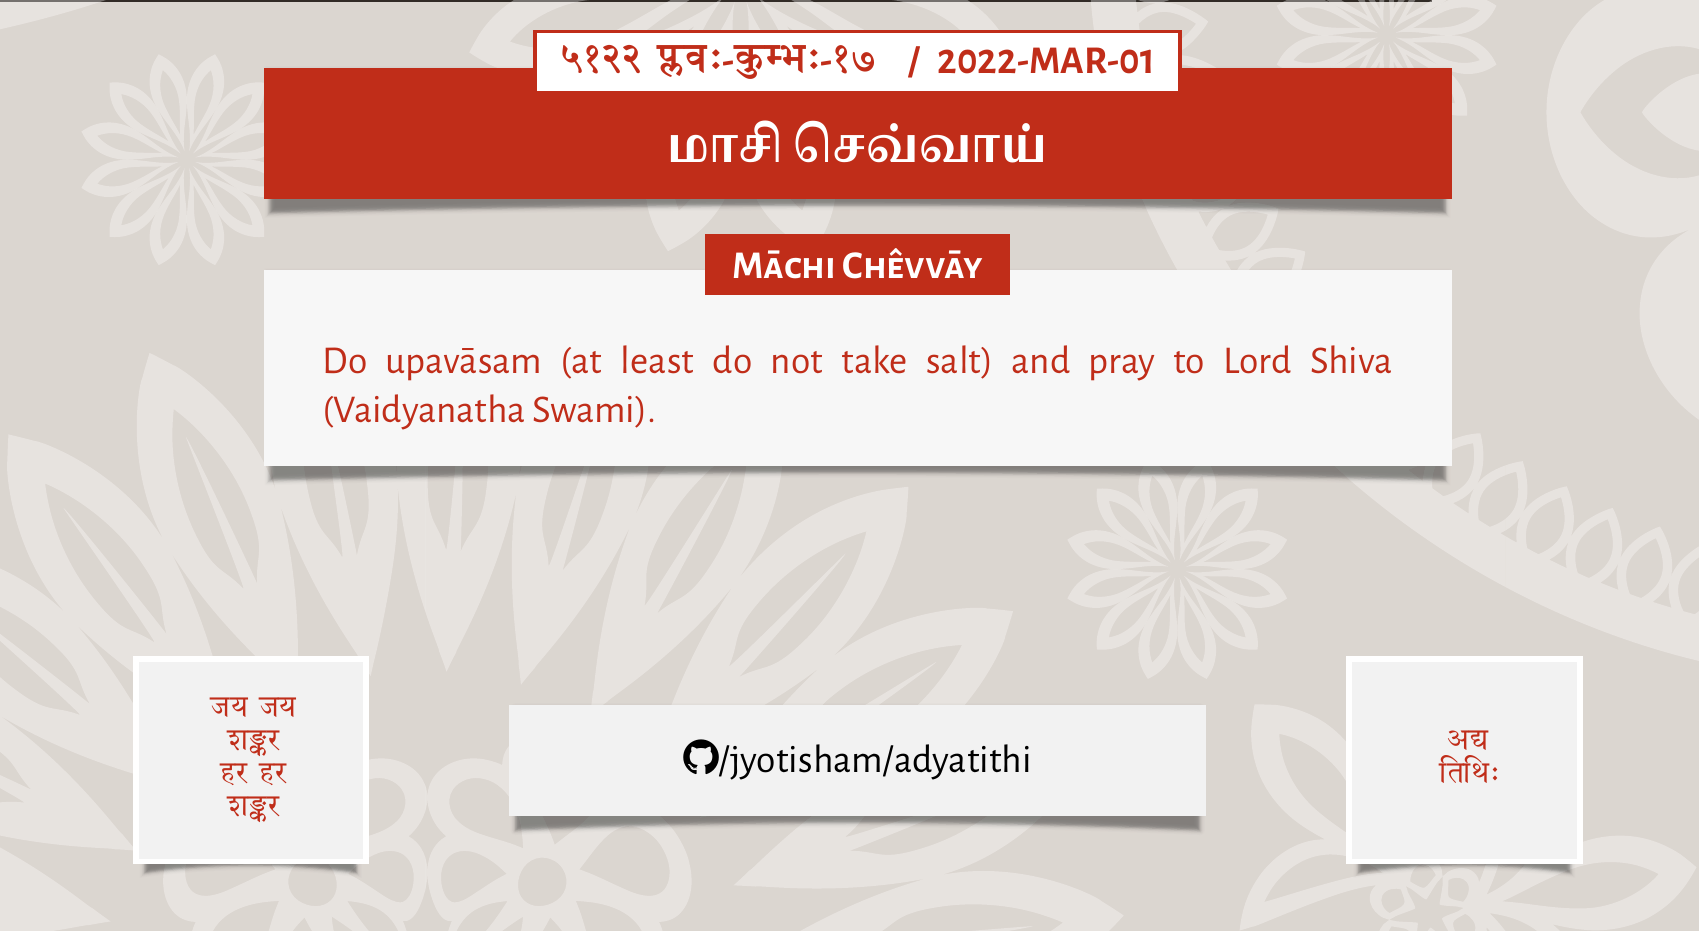 ५१२२ प्लवः-कुम्भः-१७ / 2022-MAR-01
மாசி செவ்வாய்
Māchi Chêvvāy
Do upavāsam (at least do not take salt) and pray to Lord Shiva
(Vaidyanatha Swami).
जय जय
शङ्कर
हर हर
शङ्कर
/jyotisham/adyatithi
अद्य
तिथिः